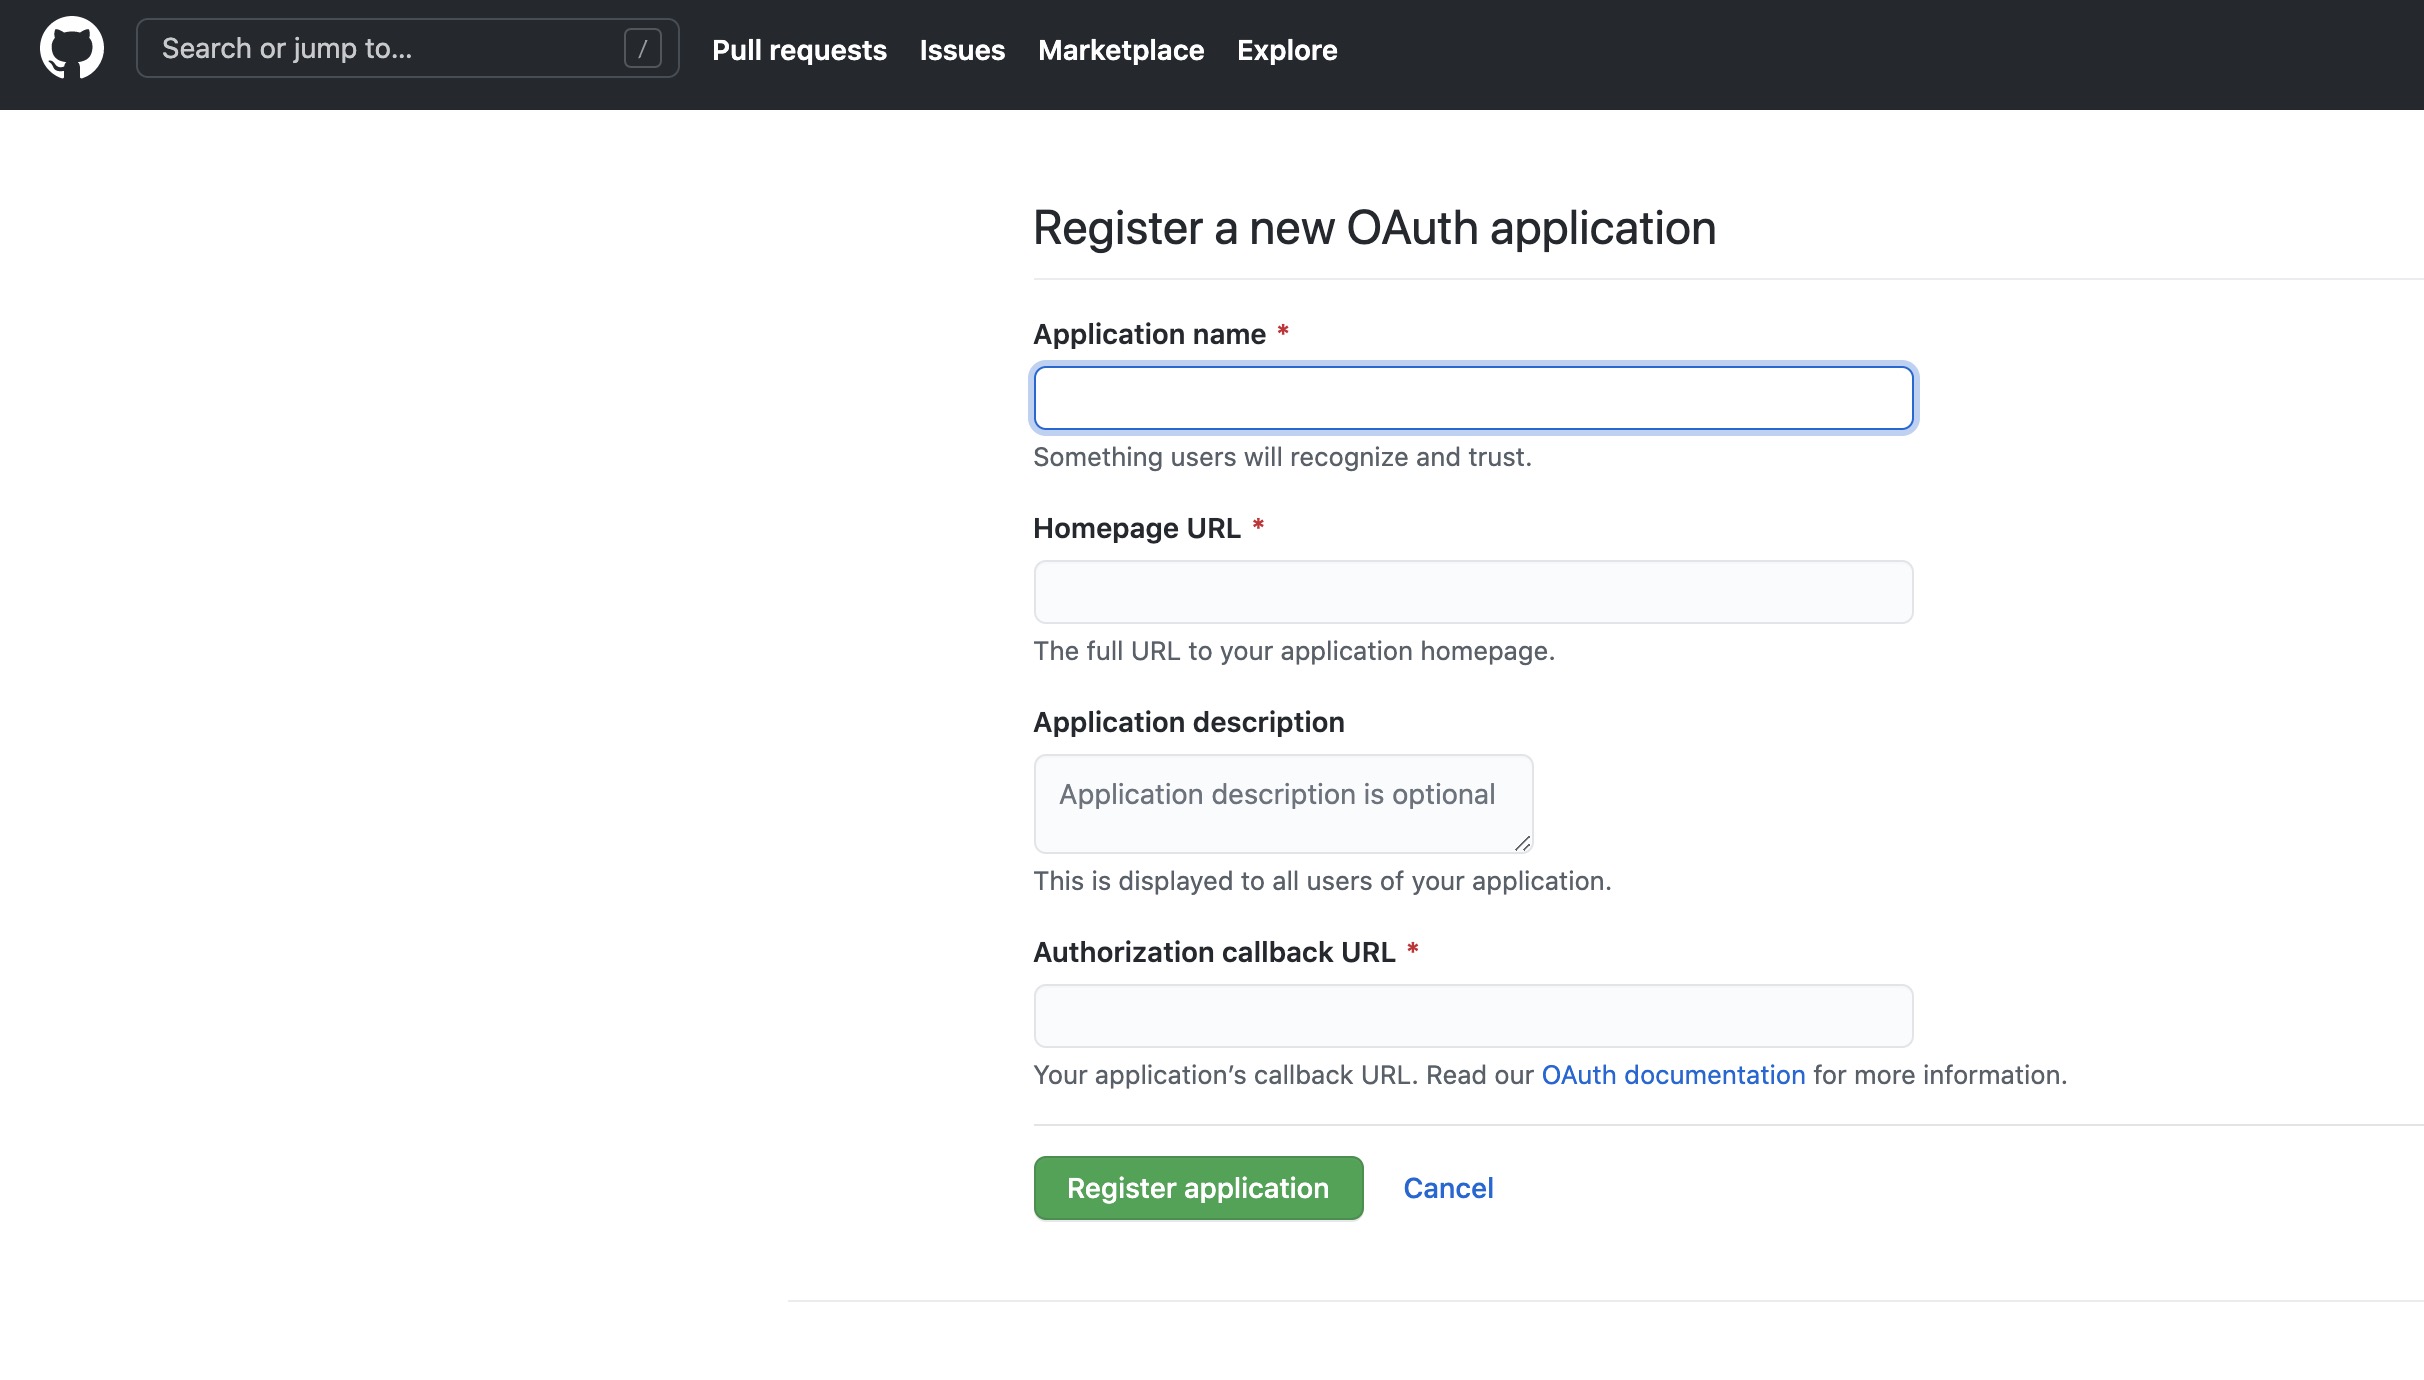 Search or jump to... / Pull requests Issues Marketplace Explore
Register a new OAuth application
Application name *
Something users will recognize and trust.
Homepage URL *
The full URL to your application homepage.
Application description
Application description is optional
This is displayed to all users of your application.
Authorization callback URL *
Your application’s callback URL. Read our OAuth documentation for more information.
Register application Cancel